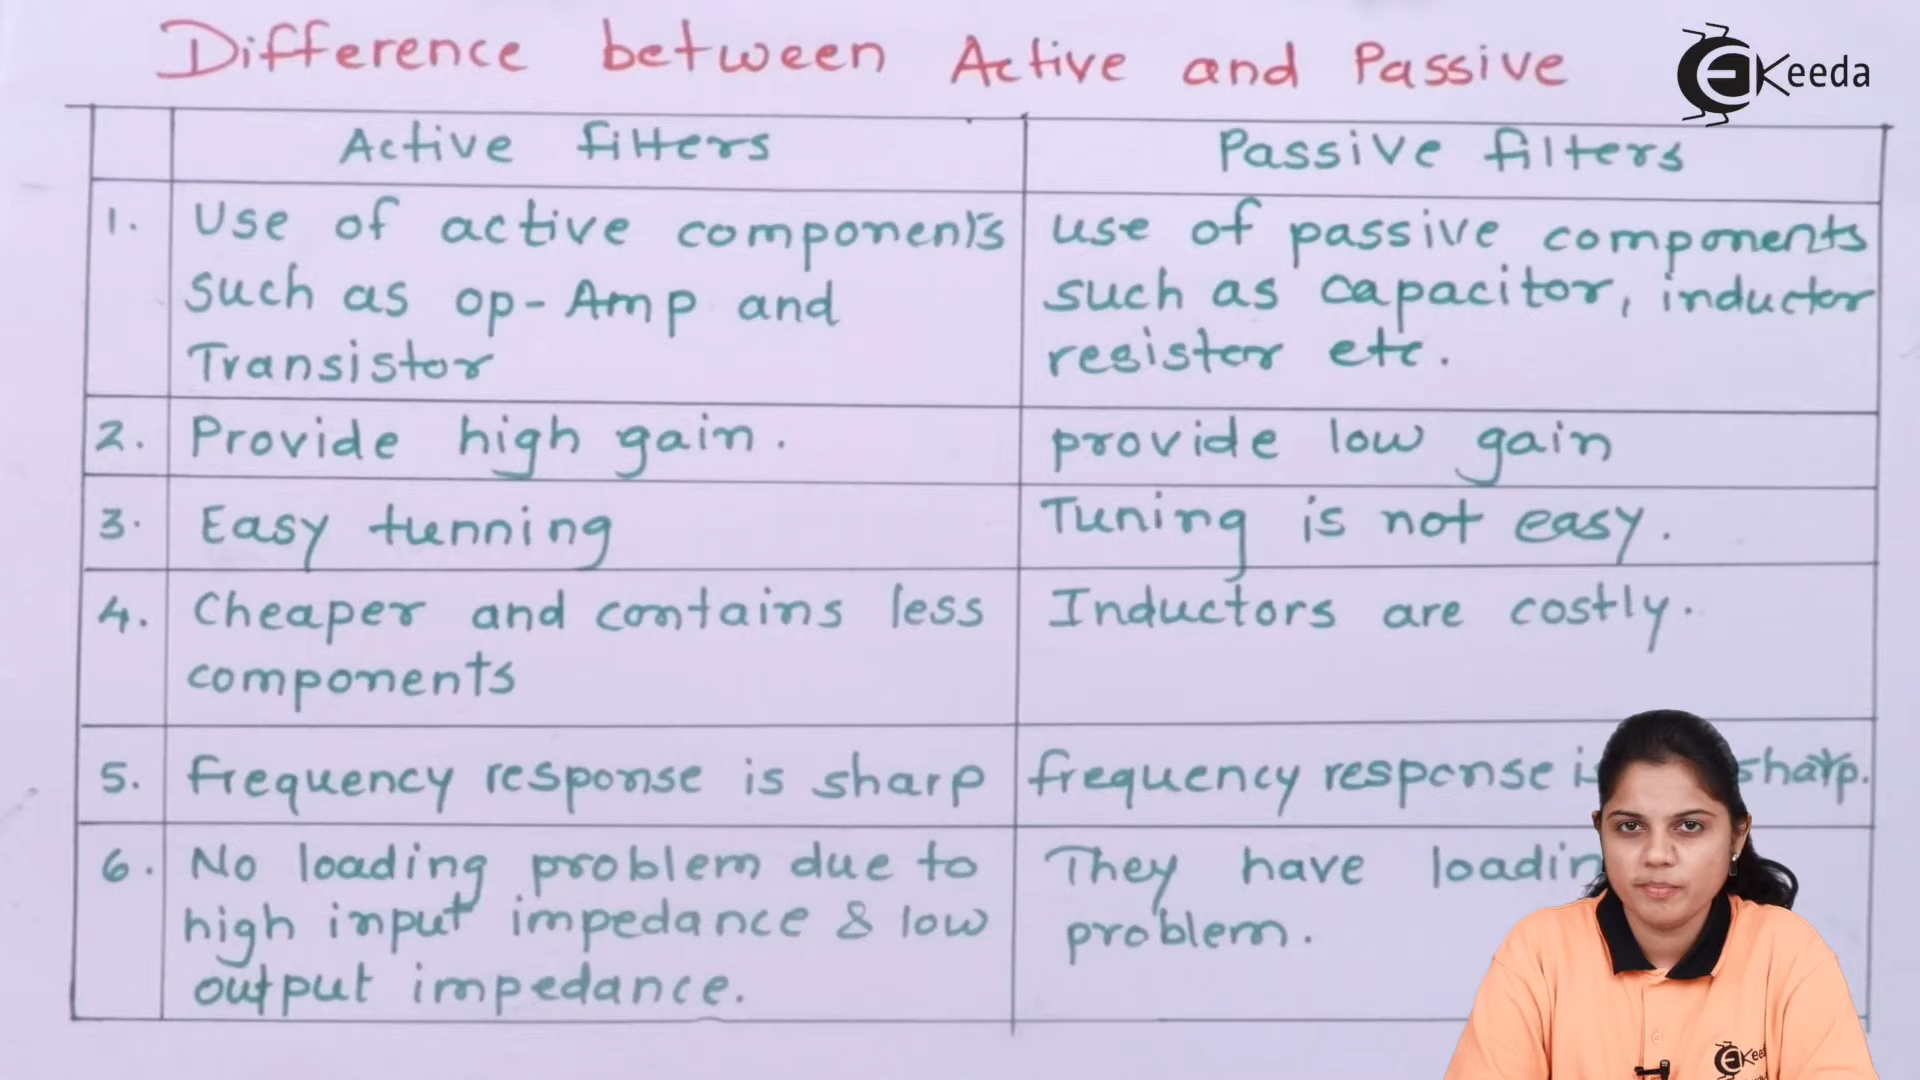 Difference between Active and Passive
EKeeda
Active filters
Passive filters
1.
Use of active components
such as op-Amp and
Transistor
use of passive components
such as capacitor, inductor
resistor etc.
2.
Provide high gain.
provide low gain
3.
Easy tunning
Tuning is not easy.
4.
Cheaper and contains less
components
Inductors are costly.
5.
Frequency response is sharp
frequency response sharp.
6.
No loading problem due to
high input impedance & low
output impedance.
They have
problem.